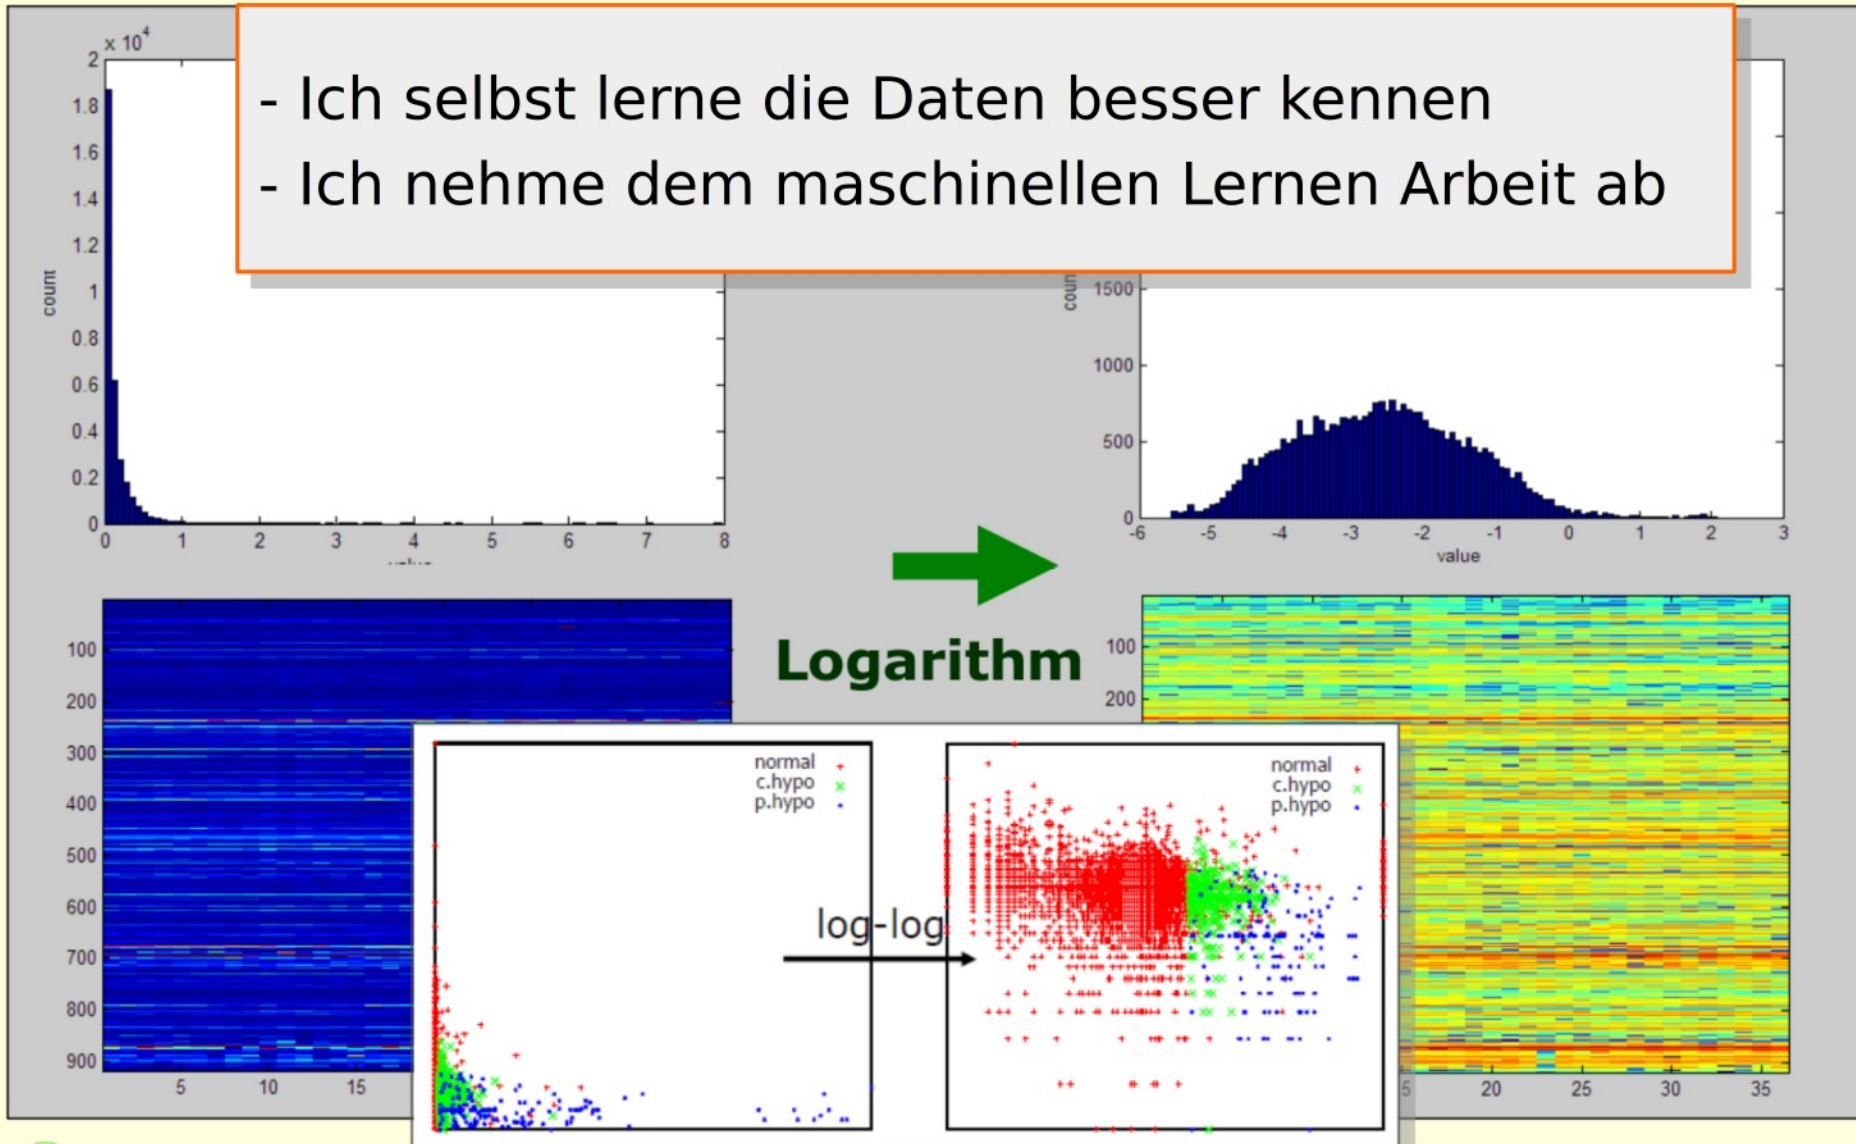 - Ich selbst lerne die Daten besser kennen
- Ich nehme dem maschinellen Lernen Arbeit ab
x 10⁴
2
1.8
1.6
1.4
1.2
1
0.8
0.6
0.4
0.2
0
count
0 1 2 3 4 5 6 7 8
1500
1000
500
0
-6 -5 -4 -3 -2 -1 0 1 2 3
value
Logarithm
100
200
300
400
500
600
700
800
900
5 10 15
100
200
5 20 25 30 35
normal
c.hypo
p.hypo
log-log
normal
c.hypo
p.hypo